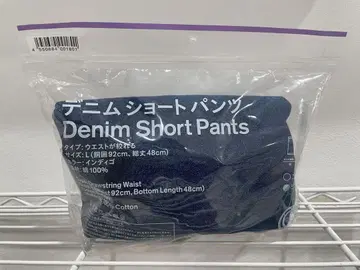 デニム ショート パンツ
Denim Short Pants
タイプ：ウエストが絞れる
サイズ：L（胴囲92cm、総丈48cm）
カラー：インディゴ
綿100%
Drawstring Waist
92cm, Bottom Length 48cm)
Cotton